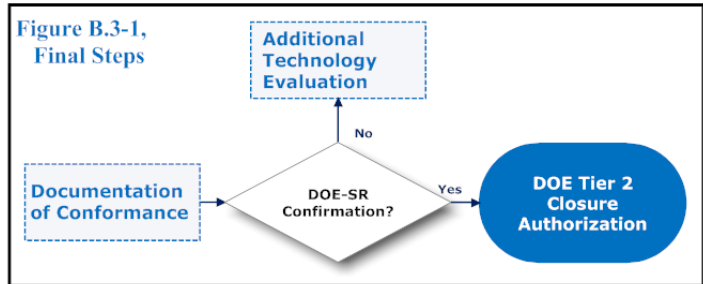 Figure B.3-1,
Final Steps
Additional
Technology
Evaluation
No
Documentation
of Conformance
DOE-SR
Confirmation?
Yes
DOE Tier 2
Closure
Authorization